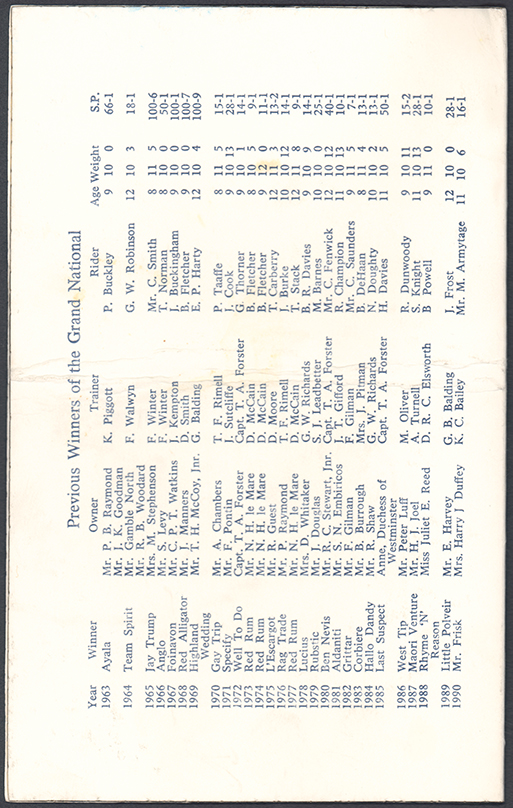 Previous Winners of the Grand National
Year Winner Owner Trainer Rider Age Weight S.P.
1963 Ayala Mr. P. B. Raymond K. Piggott P. Buckley 9 10 0 66-1
Mr. J. K. Goodman
1964 Team Spirit Mr. Gamble North F. Walwyn G. W. Robinson 12 10 3 18-1
Mr. R. B. Woodard
1965 Jay Trump Mrs. M. Stephenson F. Winter Mr. C. Smith 8 11 5 100-6
1966 Anglo Mr. S. Levy F. Winter T. Norman 8 10 0 50-1
1967 Foinavon Mr. C. P. T. Watkins J. Kempton J. Buckingham 9 10 0 100-1
1968 Red Alligator Mr. J. Manners D. Smith B. Fletcher 9 10 0 100-7
1969 Highland Mr. T. H. McCoy, Jnr. G. Balding E. P. Harty 12 10 4 100-9
Wedding
1970 Gay Trip Mr. A. Chambers T. F. Rimell P. Taaffe 8 11 5 15-1
1971 Specify Mr. F. Pontin J. Sutcliffe J. Cook 9 10 13 28-1
1972 Well To Do Capt. T. A. Forster Capt. T. A. Forster G. Thorner 9 10 1 14-1
1973 Red Rum Mr. N. H. le Mare D. McCain B. Fletcher 8 10 5 9-1
1974 Red Rum Mr. N. H. le Mare D. McCain B. Fletcher 9 12 0 11-1
1975 L'Escargot Mr. R. Guest D. Moore T. Carberry 12 11 3 13-2
1976 Rag Trade Mr. P. Raymond T. F. Rimell J. Burke 10 10 12 14-1
1977 Red Rum Mr. N. H. le Mare D. McCain T. Stack 12 11 8 9-1
1978 Lucius Mrs. D. Whitaker G. W. Richards B. R. Davies 9 10 9 14-1
1979 Rubstic Mr. J. Douglas S. J. Leadbetter M. Barnes 10 10 0 25-1
1980 Ben Nevis Mr. R. C. Stewart, Jnr. Capt. T. A. Forster Mr. C. Fenwick 12 10 12 40-1
1981 Aldaniti Mr. S. N. Embiricos J. T. Gifford R. Champion 11 10 13 10-1
1982 Grittar Mr. F. Gilman F. Gilman Mr. C. Saunders 9 11 5 7-1
1983 Corbiere Mr. B. Burrough Mrs. J. Pitman B. DeHaan 8 11 4 13-1
1984 Hallo Dandy Mr. R. Shaw G. W. Richards N. Doughty 10 10 2 13-1
1985 Last Suspect Anne, Duchess of Capt. T. A. Forster H. Davies 11 10 5 50-1
Westminster
1986 West Tip Mr. Peter Luff M. Oliver R. Dunwoody 9 10 11 15-2
1987 Maori Venture Mr. H. J. Joel A. Turnell S. Knight 11 10 13 28-1
1988 Rhyme 'N' Miss Juliet E. Reed D. R. C. Elsworth B Powell 9 11 0 10-1
Reason
1989 Little Polveir Mr. E. Harvey G. B. Balding J. Frost 12 10 0 28-1
1990 Mr. Frisk Mrs. Harry J Duffey K. C. Bailey Mr. M. Armytage 11 10 6 16-1